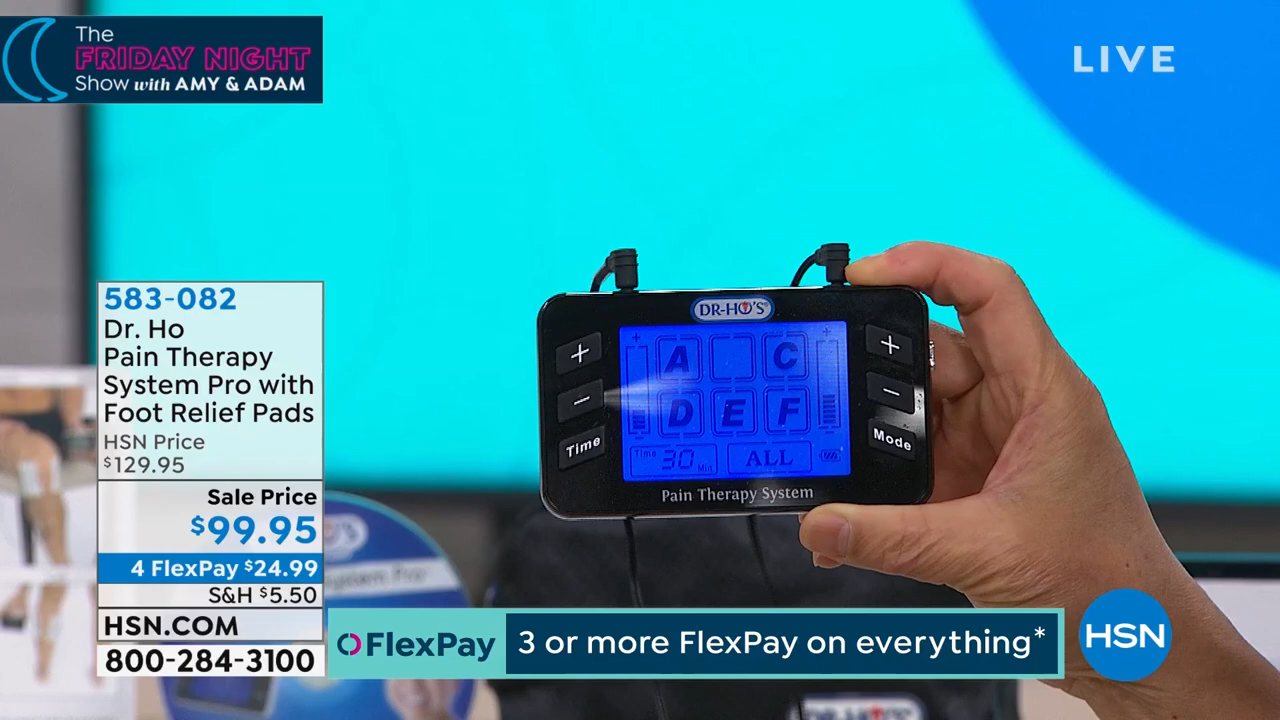 The
FRIDAY NIGHT
Show with AMY & ADAM
LIVE
583-082
Dr. Ho
Pain Therapy
System Pro with
Foot Relief Pads
HSN Price
$129.95
Sale Price
$99.95
4 FlexPay $24.99
S&H $5.50
HSN.COM
800-284-3100
DR-HO'S
+
+
A C
- -
D E F
Time
Mode
Time 30 Min ALL
Pain Therapy System
FlexPay
3 or more FlexPay on everything*
HSN
DR-HO'S